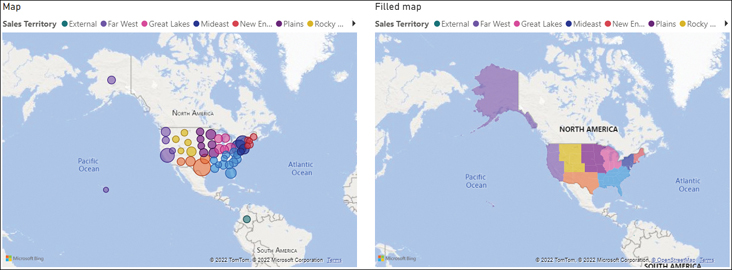 Map
Sales Territory External Far West Great Lakes Mideast New En... Plains Rocky ...
NORTH AMERICA
Pacific
Ocean
Atlantic
Ocean
SOUTH AMERICA
Microsoft Bing
© 2022 TomTom, © 2022 Microsoft Corporation Terms
Filled map
Sales Territory External Far West Great Lakes Mideast New En... Plains Rocky ...
NORTH AMERICA
Pacific
Ocean
Atlantic
Ocean
SOUTH AMERICA
Microsoft Bing
© 2022 TomTom, © 2022 Microsoft Corporation, © OpenStreetMap Terms